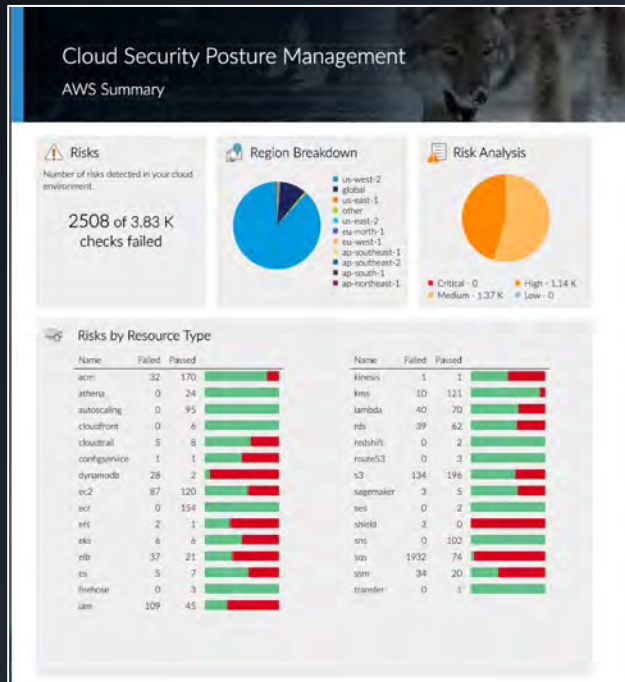 Cloud Security Posture Management
AWS Summary
Risks
Number of risks detected in your cloud
environment.
2508 of 3.83 K
checks failed
Region Breakdown
us-west-2
global
us-east-1
other
us-east-2
eu-north-1
eu-west-1
ap-southeast-1
ap-southeast-2
ap-south-1
ap-northeast-1
Risk Analysis
Critical - 0
High - 1.14 K
Medium - 1.37 K
Low - 0
Risks by Resource Type
Name Failed Passed
acm 32 170
athena 0 24
autoscaling 0 95
cloudfront 0 6
cloudtrail 5 8
configservice 1 1
dynamodb 28 2
ec2 87 120
ecr 0 154
efs 2 1
eks 6 6
elb 37 21
es 5 7
firehose 0 3
iam 109 45
Name Failed Passed
kinesis 1 1
kms 10 121
lambda 40 70
rds 39 62
redshift 0 2
route53 0 3
s3 134 196
sagemaker 3 5
ses 0 2
shield 3 0
sns 0 102
sqs 1932 74
ssm 34 20
transfer 0 1